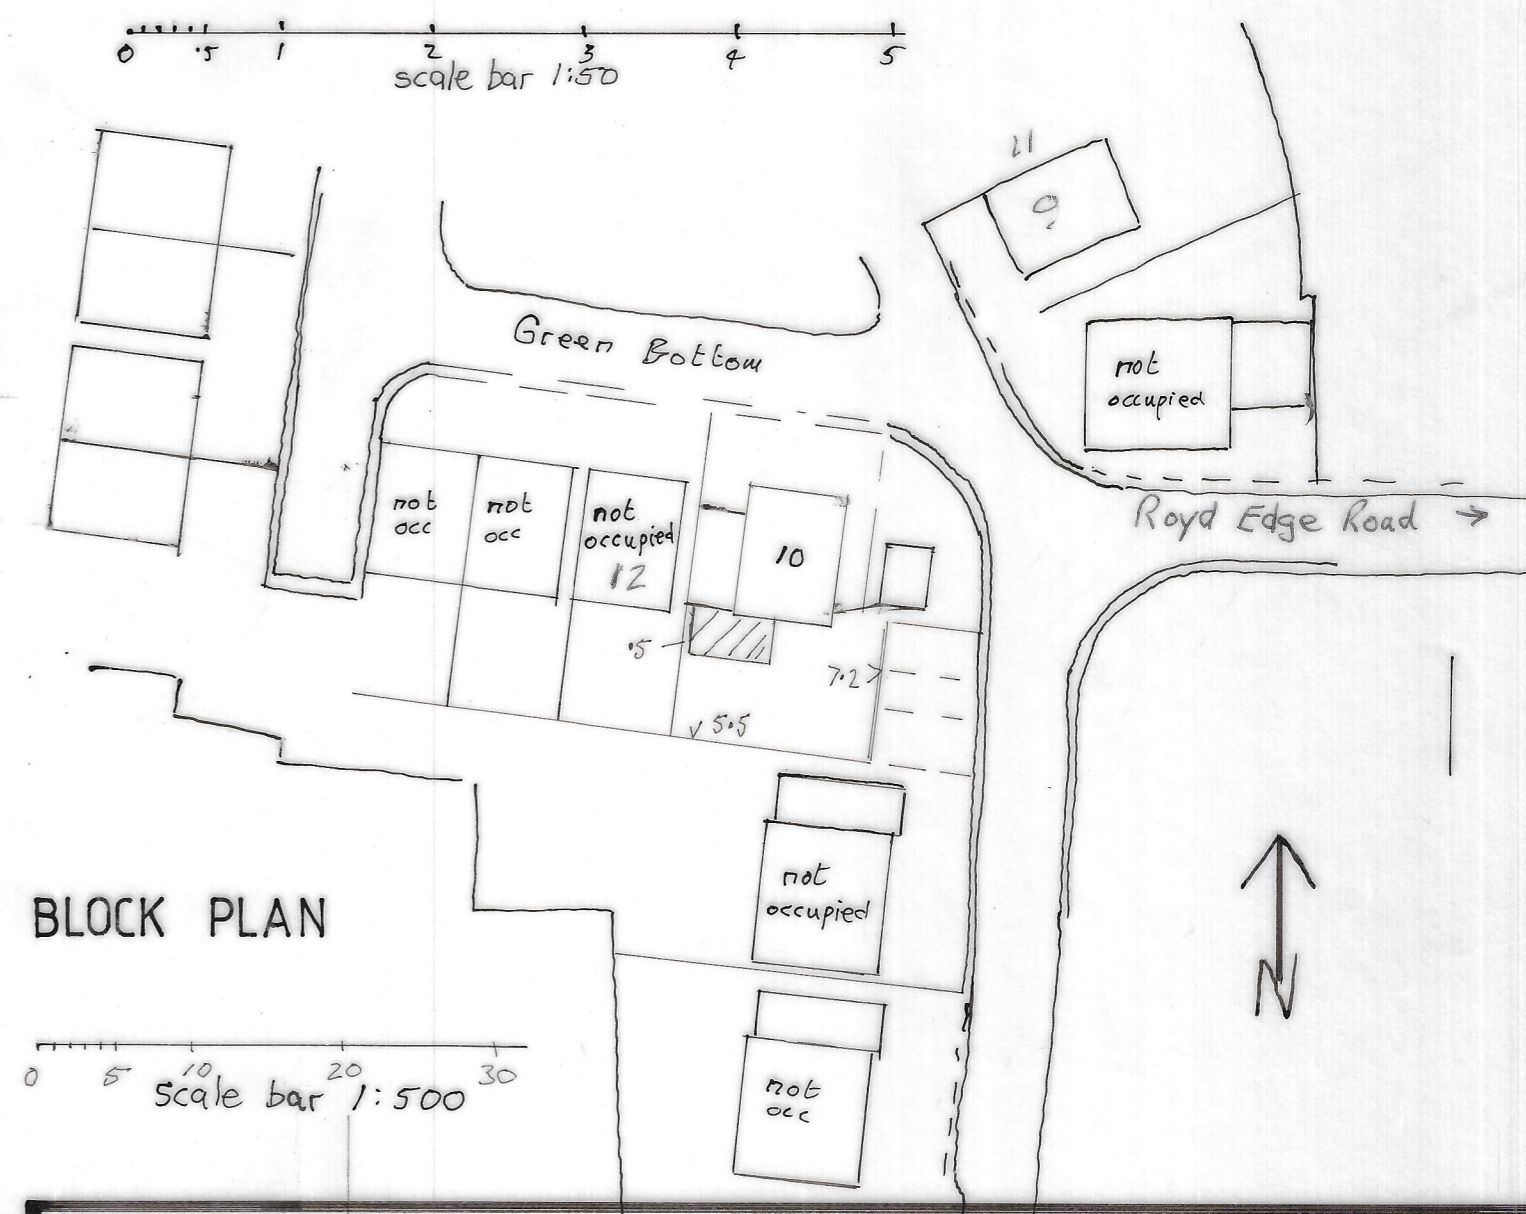 0 .5 1 2 3 4 5
scale bar 1:50
11
9
Green Bottom
not
occupied
not
occ
not
occ
not
occupied
12
10
Royd Edge Road →
.5
7.2
5.5
not
occupied
BLOCK PLAN
N
0 5 10 20 30
scale bar 1:500
not
occ